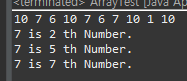 <terminated> ArrayTest [Java Ap
10 7 6 10 7 6 7 10 1 10
7 is 2 th Number.
7 is 5 th Number.
7 is 7 th Number.